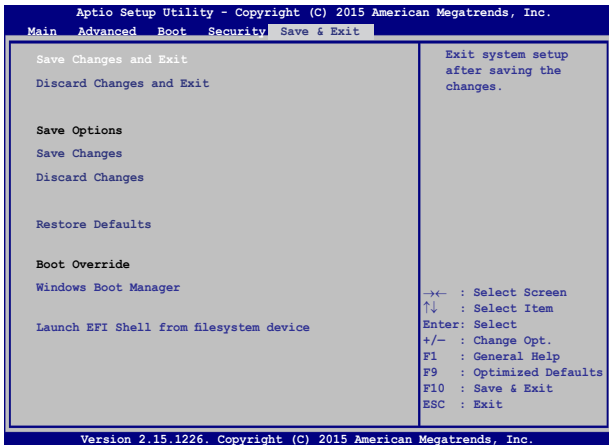 Aptio Setup Utility - Copyright (C) 2015 American Megatrends, Inc.
Main Advanced Boot Security Save & Exit
Save Changes and Exit
Discard Changes and Exit
Save Options
Save Changes
Discard Changes
Restore Defaults
Boot Override
Windows Boot Manager
Launch EFI Shell from filesystem device
Exit system setup
after saving the
changes.
→← : Select Screen
↑↓ : Select Item
Enter: Select
+/— : Change Opt.
F1 : General Help
F9 : Optimized Defaults
F10 : Save & Exit
ESC : Exit
Version 2.15.1226. Copyright (C) 2015 American Megatrends, Inc.